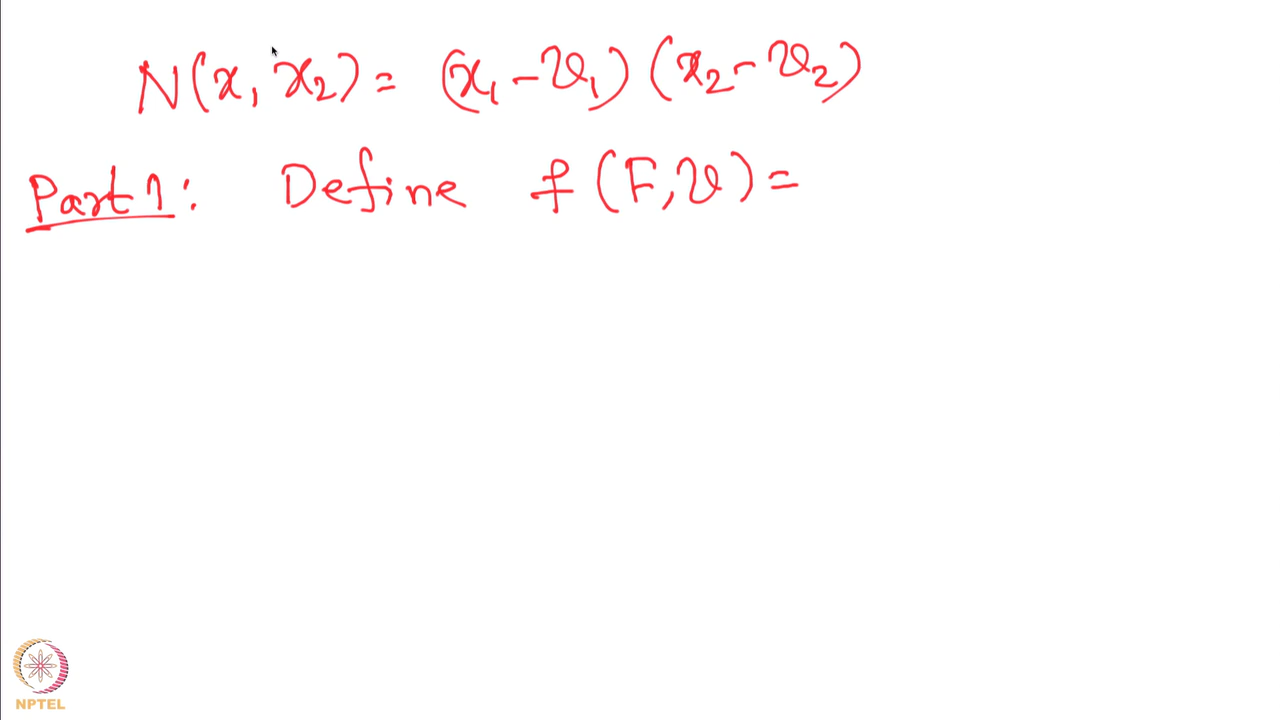 N(x, x₂) = (x₁ - v₁) (x₂ - v₂)
Part 1: Define f(F, v) =
NPTEL